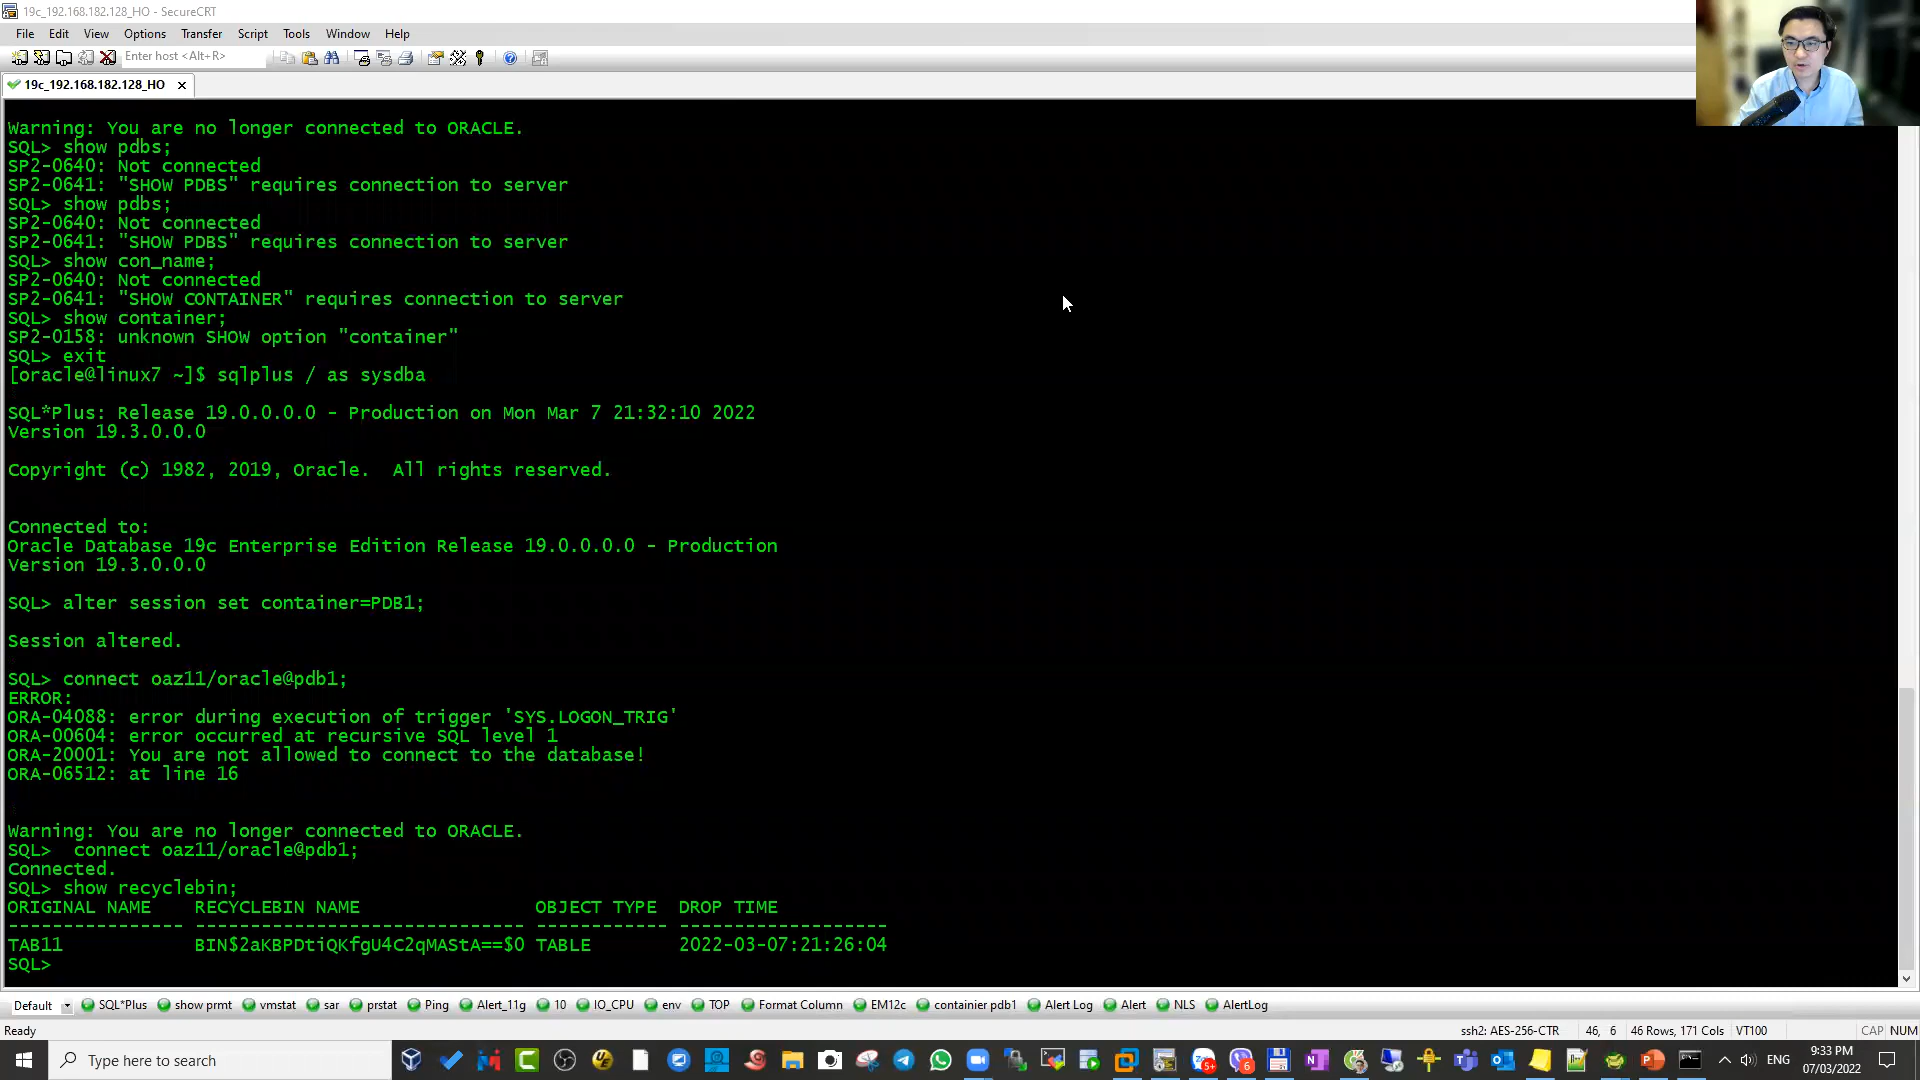 19c_192.168.182.128_HO - SecureCRT
File Edit View Options Transfer Script Tools Window Help
Enter host <Alt+R>
19c_192.168.182.128_HO
Warning: You are no longer connected to ORACLE.
SQL> show pdbs;
SP2-0640: Not connected
SP2-0641: "SHOW PDBS" requires connection to server
SQL> show pdbs;
SP2-0640: Not connected
SP2-0641: "SHOW PDBS" requires connection to server
SQL> show con_name;
SP2-0640: Not connected
SP2-0641: "SHOW CONTAINER" requires connection to server
SQL> show container;
SP2-0158: unknown SHOW option "container"
SQL> exit
[oracle@linux7 ~]$ sqlplus / as sysdba
SQL*Plus: Release 19.0.0.0.0 - Production on Mon Mar 7 21:32:10 2022
Version 19.3.0.0.0
Copyright (c) 1982, 2019, Oracle.  All rights reserved.
Connected to:
Oracle Database 19c Enterprise Edition Release 19.0.0.0.0 - Production
Version 19.3.0.0.0
SQL> alter session set container=PDB1;
Session altered.
SQL> connect oaz11/oracle@pdb1;
ERROR:
ORA-04088: error during execution of trigger 'SYS.LOGON_TRIG'
ORA-00604: error occurred at recursive SQL level 1
ORA-20001: You are not allowed to connect to the database!
ORA-06512: at line 16
Warning: You are no longer connected to ORACLE.
SQL>  connect oaz11/oracle@pdb1;
Connected.
SQL> show recyclebin;
ORIGINAL NAME    RECYCLEBIN NAME                OBJECT TYPE  DROP TIME
---------------- ------------------------------ ------------ -------------------
TAB11            BIN$2aKBPDtiQKfgU4C2qMAStA==$0 TABLE        2022-03-07:21:26:04
SQL>
Default SQL*Plus show prmt vmstat sar prstat Ping Alert_11g 10 IO_CPU env TOP Format Column EM12c containier pdb1 Alert Log Alert NLS AlertLog
Ready ssh2: AES-256-CTR 46, 6 46 Rows, 171 Cols VT100 CAP NUM
Type here to search 5+ 6 ENG 9:33 PM
07/03/2022